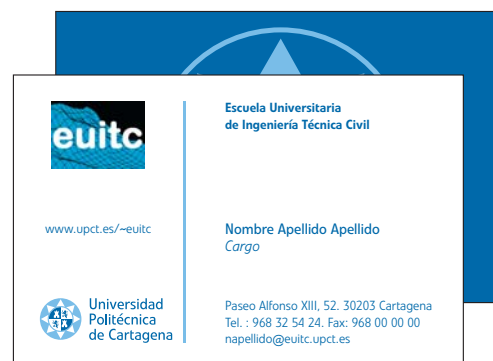 euitc
www.upct.es/~euitc
Universidad
Politécnica
de Cartagena
Escuela Universitaria
de Ingeniería Técnica Civil
Nombre Apellido Apellido
Cargo
Paseo Alfonso XIII, 52. 30203 Cartagena
Tel. : 968 32 54 24. Fax: 968 00 00 00
napellido@euitc.upct.es